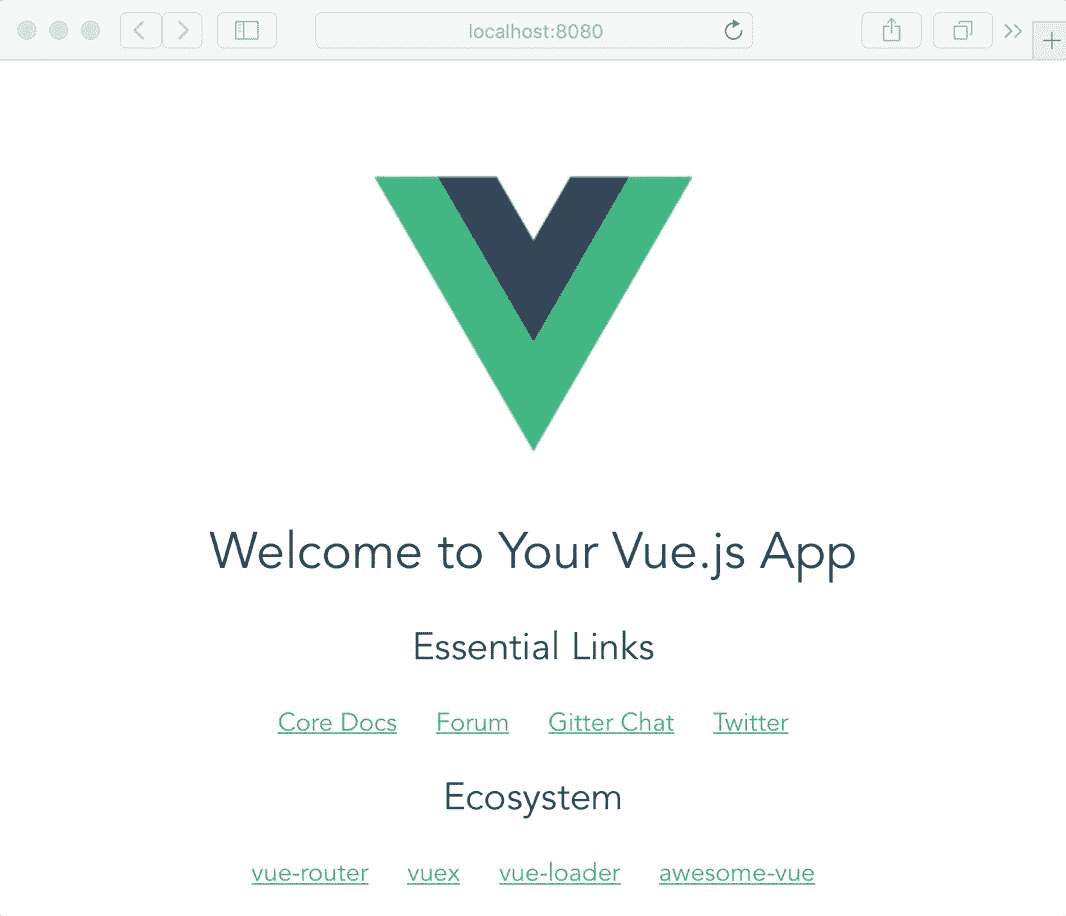 localhost:8080
Welcome to Your Vue.js App
Essential Links
Core Docs Forum Gitter Chat Twitter
Ecosystem
vue-router vuex vue-loader awesome-vue